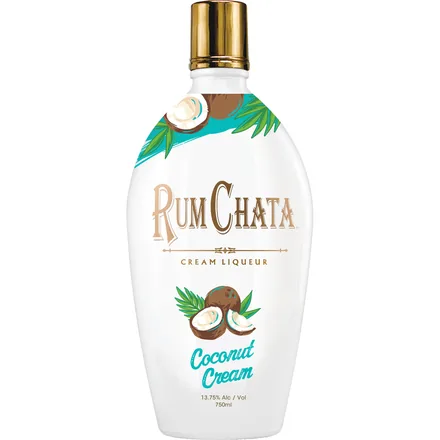 RUMCHATA
CREAM LIQUEUR
Coconut
Cream
13.75% Alc / Vol
750ml